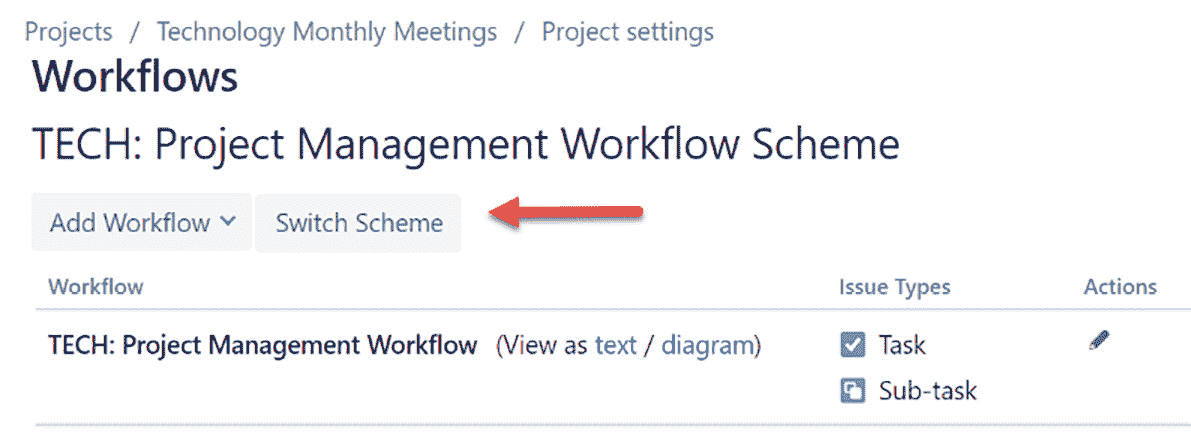 Projects / Technology Monthly Meetings / Project settings
Workflows
TECH: Project Management Workflow Scheme
Add Workflow Switch Scheme
Workflow Issue Types Actions
TECH: Project Management Workflow (View as text / diagram) Task
Sub-task